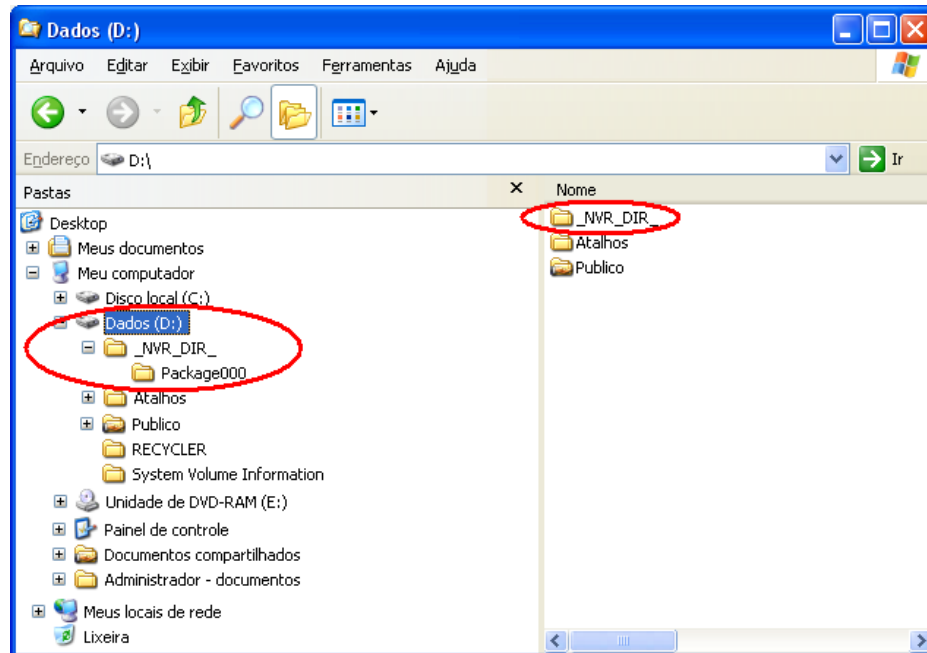 Dados (D:)
Arquivo Editar Exibir Favoritos Ferramentas Ajuda
Endereço D:\ Ir
Pastas X Nome
Desktop
Meus documentos
Meu computador
Disco local (C:)
Dados (D:)
_NVR_DIR_
Package000
Atalhos
Publico
RECYCLER
System Volume Information
Unidade de DVD-RAM (E:)
Painel de controle
Documentos compartilhados
Administrador - documentos
Meus locais de rede
Lixeira
_NVR_DIR_
Atalhos
Publico